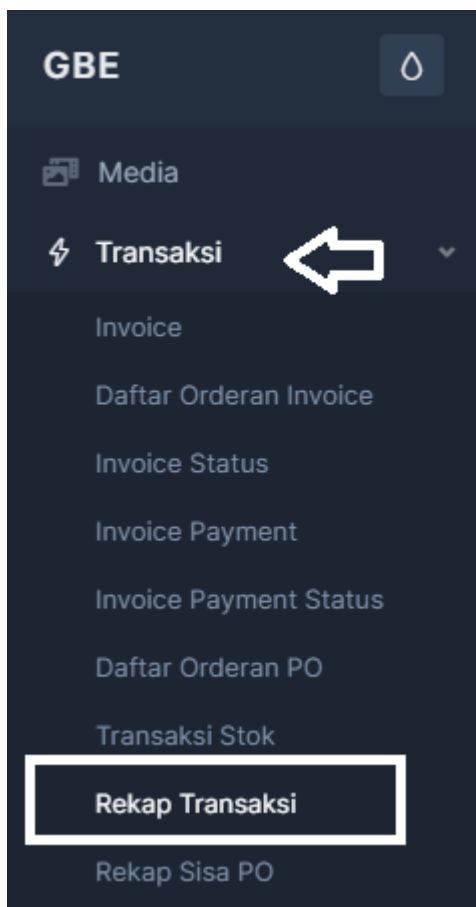 GBE
Media
Transaksi
Invoice
Daftar Orderan Invoice
Invoice Status
Invoice Payment
Invoice Payment Status
Daftar Orderan PO
Transaksi Stok
Rekap Transaksi
Rekap Sisa PO